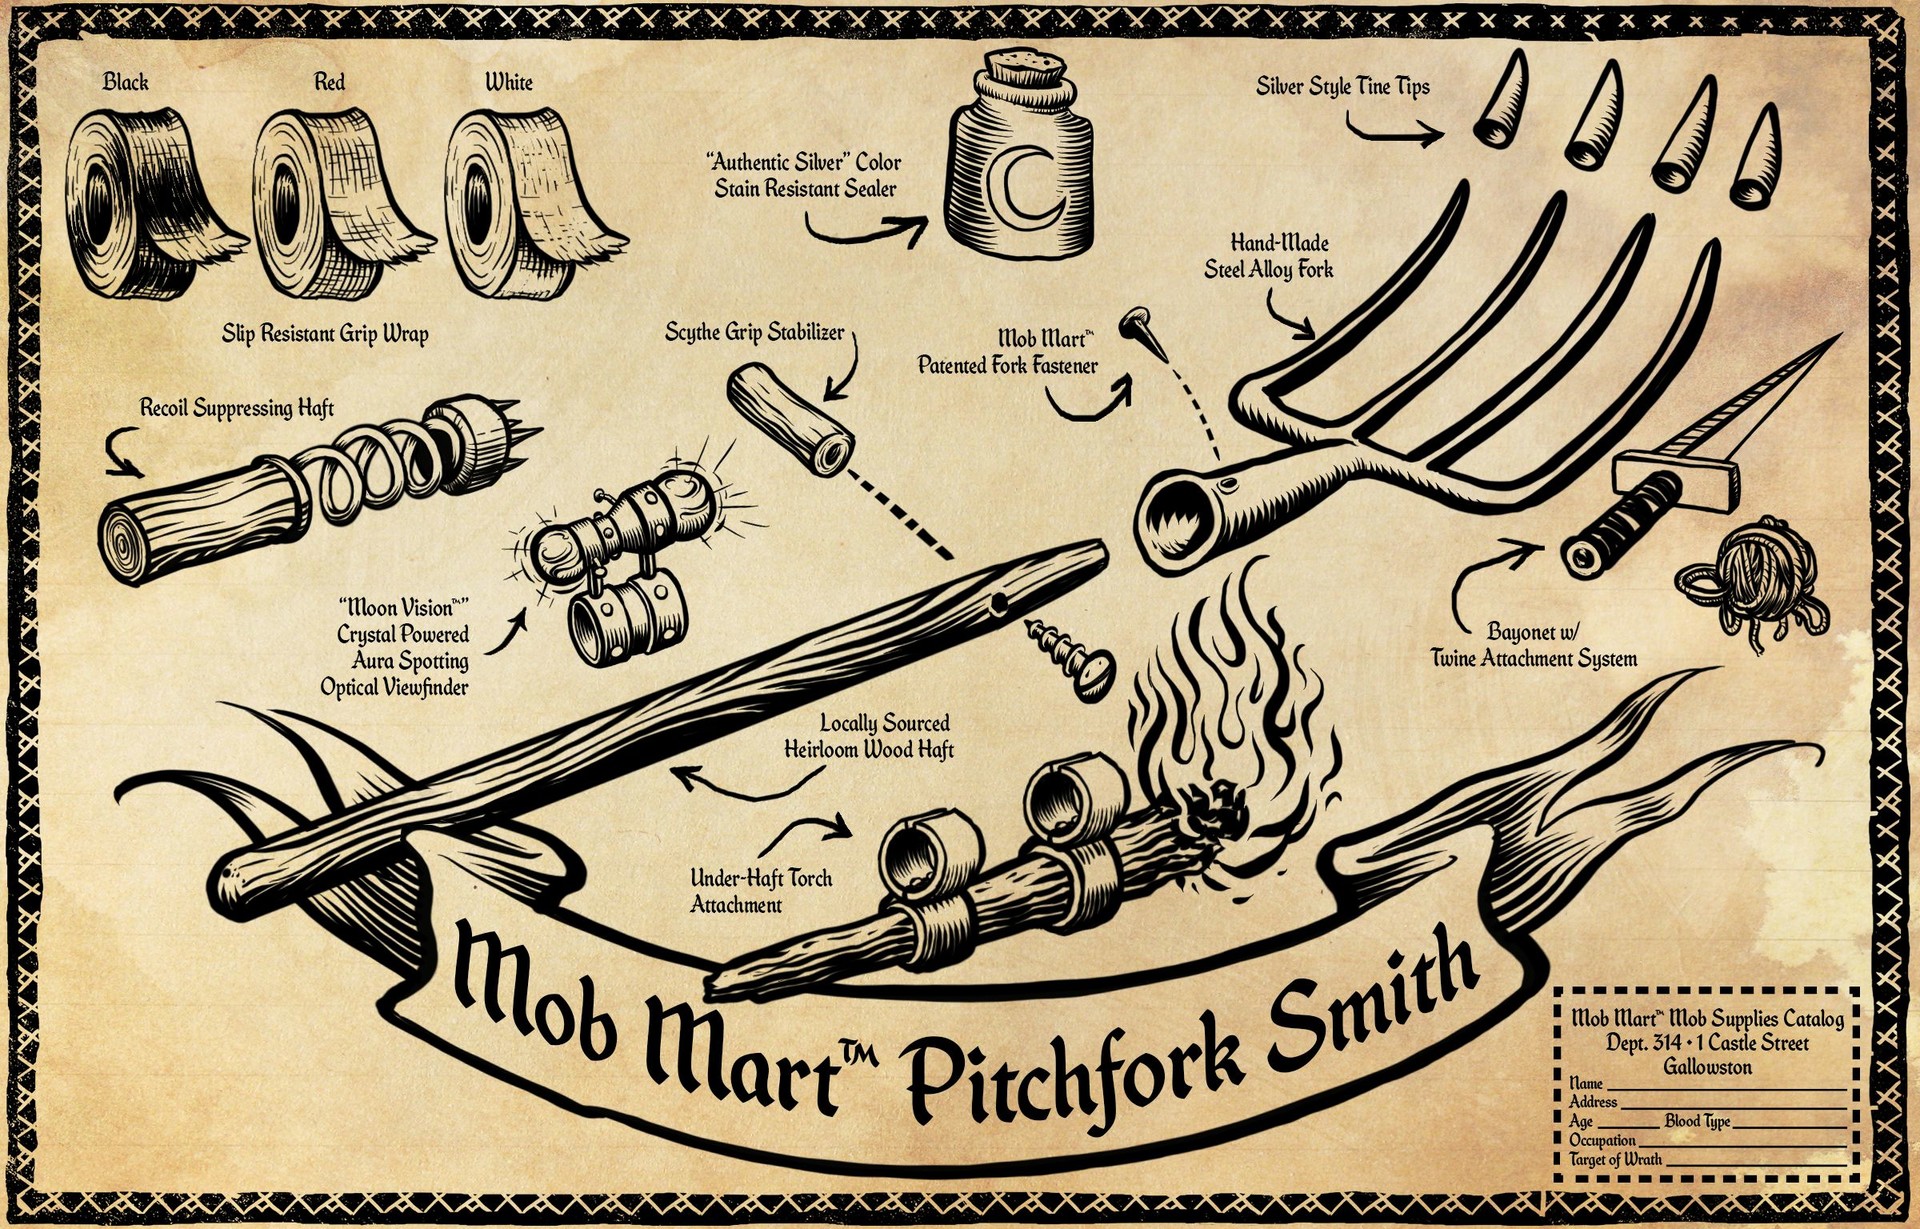 Black
Red
White
Slip Resistant Grip Wrap
“Authentic Silver” Color
Stain Resistant Sealer
Silver Style Tine Tips
Hand-Made
Steel Alloy Fork
Scythe Grip Stabilizer
Mob Mart™
Patented Fork Fastener
Recoil Suppressing Haft
“Moon Vision™”
Crystal Powered
Aura Spotting
Optical Viewfinder
Bayonet w/
Twine Attachment System
Locally Sourced
Heirloom Wood Haft
Under-Haft Torch
Attachment
Mob Mart™ Pitchfork Smith
Mob Mart™ Mob Supplies Catalog
Dept. 314 • 1 Castle Street
Gallowston
Name
Address
Age Blood Type
Occupation
Target of Wrath